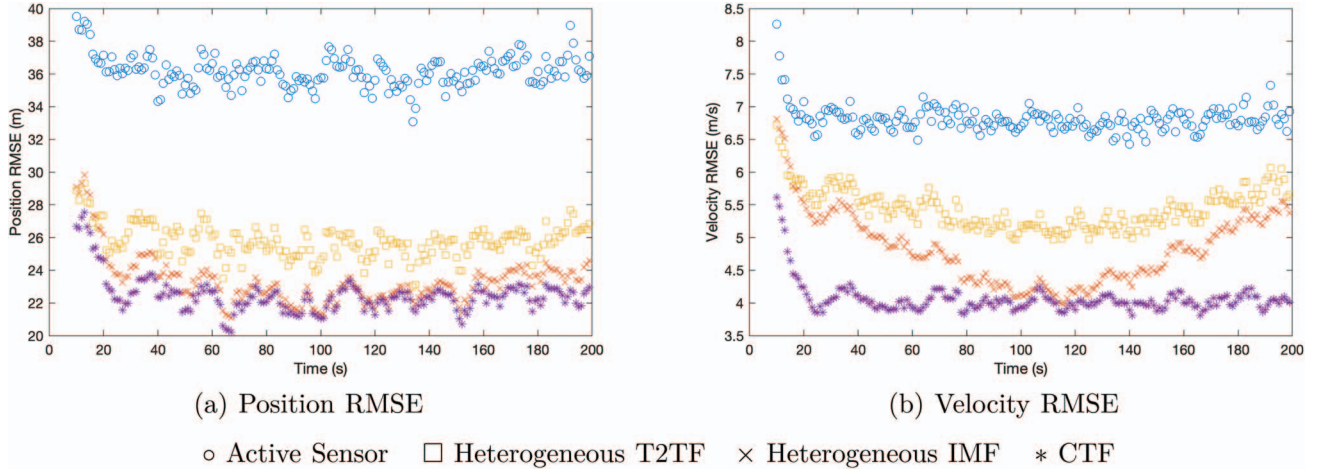 40
38
36
34
32
30
28
26
24
22
20
Position RMSE (m)
0 20 40 60 80 100 120 140 160 180 200
Time (s)
(a) Position RMSE
8.5
8
7.5
7
6.5
6
5.5
5
4.5
4
3.5
Velocity RMSE (m/s)
0 20 40 60 80 100 120 140 160 180 200
Time (s)
(b) Velocity RMSE
Active Sensor Heterogeneous T2TF Heterogeneous IMF CTF